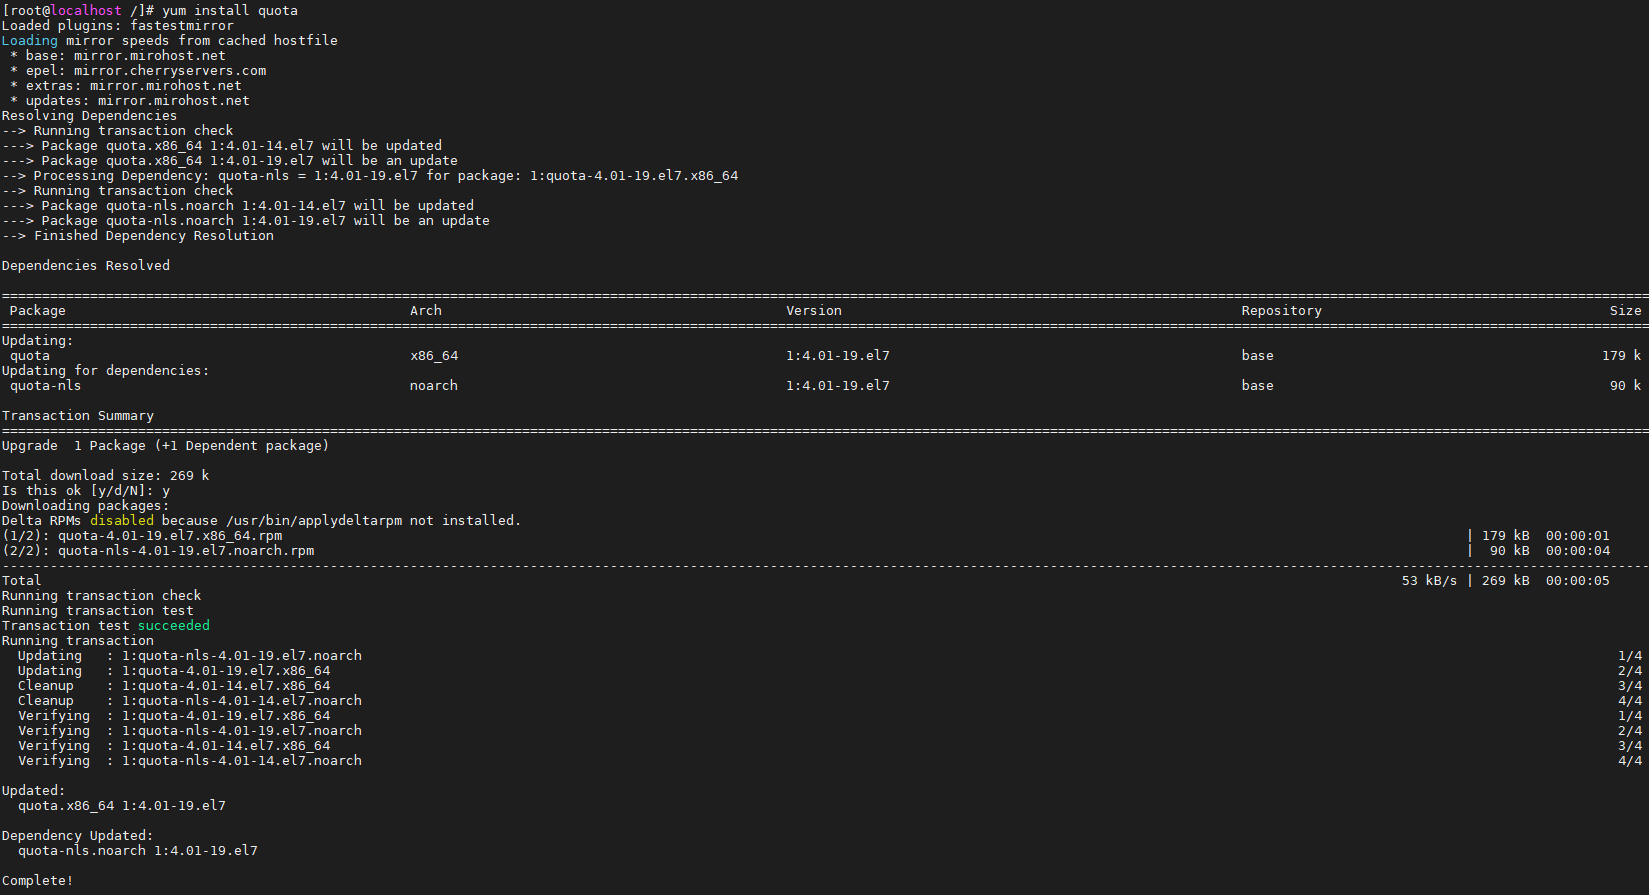 [root@localhost /]# yum install quota
Loaded plugins: fastestmirror
Loading mirror speeds from cached hostfile
 * base: mirror.mirohost.net
 * epel: mirror.cherryservers.com
 * extras: mirror.mirohost.net
 * updates: mirror.mirohost.net
Resolving Dependencies
--> Running transaction check
---> Package quota.x86_64 1:4.01-14.el7 will be updated
---> Package quota.x86_64 1:4.01-19.el7 will be an update
--> Processing Dependency: quota-nls = 1:4.01-19.el7 for package: 1:quota-4.01-19.el7.x86_64
--> Running transaction check
---> Package quota-nls.noarch 1:4.01-14.el7 will be updated
---> Package quota-nls.noarch 1:4.01-19.el7 will be an update
--> Finished Dependency Resolution

Dependencies Resolved

================================================================================
 Package Arch Version Repository Size
================================================================================
Updating:
 quota x86_64 1:4.01-19.el7 base 179 k
Updating for dependencies:
 quota-nls noarch 1:4.01-19.el7 base 90 k

Transaction Summary
================================================================================
Upgrade  1 Package (+1 Dependent package)

Total download size: 269 k
Is this ok [y/d/N]: y
Downloading packages:
Delta RPMs disabled because /usr/bin/applydeltarpm not installed.
(1/2): quota-4.01-19.el7.x86_64.rpm | 179 kB  00:00:01
(2/2): quota-nls-4.01-19.el7.noarch.rpm |  90 kB  00:00:04
--------------------------------------------------------------------------------
Total 53 kB/s | 269 kB  00:00:05
Running transaction check
Running transaction test
Transaction test succeeded
Running transaction
  Updating   : 1:quota-nls-4.01-19.el7.noarch 1/4
  Updating   : 1:quota-4.01-19.el7.x86_64 2/4
  Cleanup    : 1:quota-4.01-14.el7.x86_64 3/4
  Cleanup    : 1:quota-nls-4.01-14.el7.noarch 4/4
  Verifying  : 1:quota-4.01-19.el7.x86_64 1/4
  Verifying  : 1:quota-nls-4.01-19.el7.noarch 2/4
  Verifying  : 1:quota-4.01-14.el7.x86_64 3/4
  Verifying  : 1:quota-nls-4.01-14.el7.noarch 4/4

Updated:
  quota.x86_64 1:4.01-19.el7

Dependency Updated:
  quota-nls.noarch 1:4.01-19.el7

Complete!